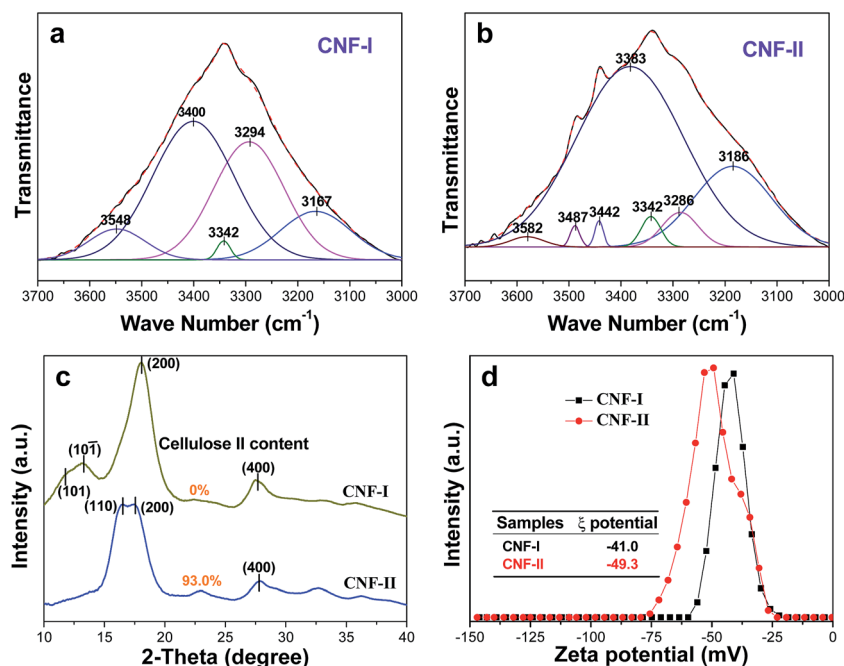 a
CNF-I
3400
3294
3548
3342
3167
Transmittance
3700 3600 3500 3400 3300 3200 3100 3000
Wave Number (cm⁻¹)
b
CNF-II
3383
3186
3582
3487
3442
3342
3286
Transmittance
3700 3600 3500 3400 3300 3200 3100 3000
Wave Number (cm⁻¹)
c
(200)
(101̅)
(101)
Cellulose II content
0%
(400)
CNF-I
(110)
(200)
93.0%
(400)
CNF-II
Intensity (a.u.)
10 15 20 25 30 35 40
2-Theta (degree)
d
CNF-I
CNF-II
Samples ξ potential
CNF-I -41.0
CNF-II -49.3
Intensity (a.u.)
-150 -125 -100 -75 -50 -25 0
Zeta potential (mV)